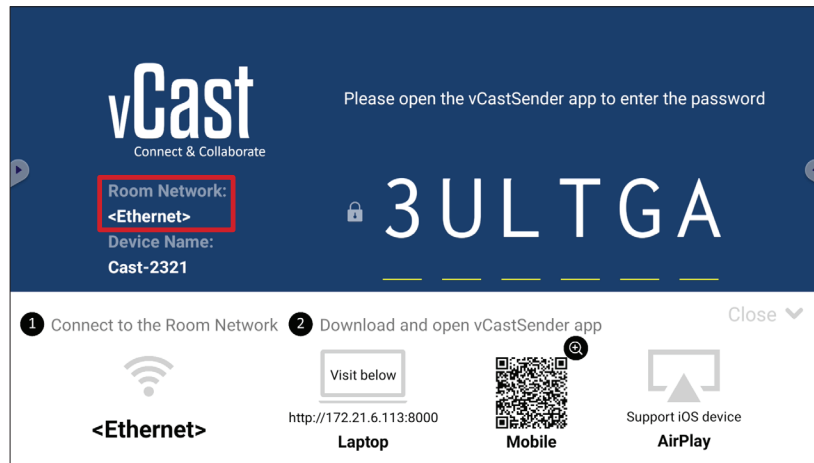 vCast
Connect & Collaborate
Please open the vCastSender app to enter the password
Room Network:
<Ethernet>
Device Name:
Cast-2321
3ULTGA
1 Connect to the Room Network
2 Download and open vCastSender app
Close
<Ethernet>
Visit below
http://172.21.6.113:8000
Laptop
Mobile
Support iOS device
AirPlay